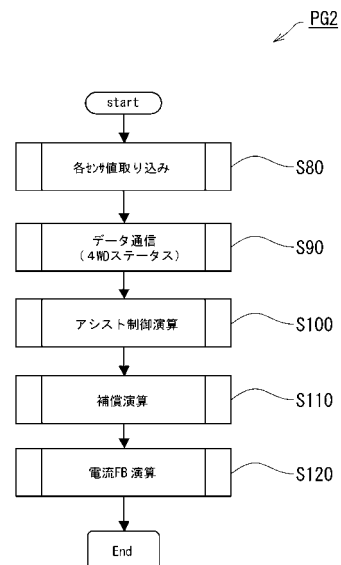 PG2
start
各センサ値取り込み
S80
データ通信
(4WDステータス)
S90
アシスト制御演算
S100
補償演算
S110
電流FB演算
S120
End